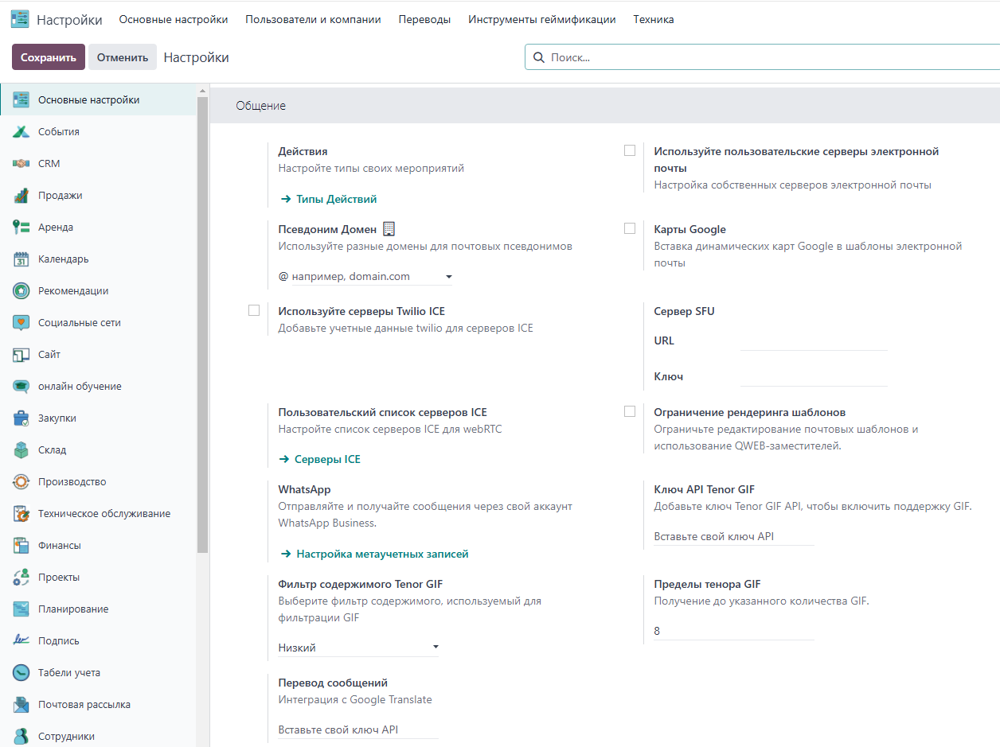 Настройки
Основные настройки
Пользователи и компании
Переводы
Инструменты геймификации
Техника
Сохранить
Отменить
Настройки
Поиск...
Основные настройки
События
CRM
Продажи
Аренда
31
Календарь
Рекомендации
Социальные сети
Сайт
онлайн обучение
Закупки
Склад
Производство
Техническое обслуживание
Финансы
Проекты
Планирование
Подпись
Табели учета
Почтовая рассылка
Сотрудники
Общение
Действия
Настройте типы своих мероприятий
Типы Действий
Используйте пользовательские серверы электронной
почты
Настройка собственных серверов электронной почты
Псевдоним Домен
Используйте разные домены для почтовых псевдонимов
@ например, domain.com
Карты Google
Вставка динамических карт Google в шаблоны электронной
почты
Используйте серверы Twilio ICE
Добавьте учетные данные twilio для серверов ICE
Сервер SFU
URL
Ключ
Пользовательский список серверов ICE
Настройте список серверов ICE для webRTC
Серверы ICE
Ограничение рендеринга шаблонов
Ограничьте редактирование почтовых шаблонов и
использование QWEB-заместителей.
WhatsApp
Отправляйте и получайте сообщения через свой аккаунт
WhatsApp Business.
Настройка метаучетных записей
Ключ API Tenor GIF
Добавьте ключ Tenor GIF API, чтобы включить поддержку GIF.
Вставьте свой ключ API
Фильтр содержимого Tenor GIF
Выберите фильтр содержимого, используемый для
фильтрации GIF
Низкий
Пределы тенора GIF
Получение до указанного количества GIF.
8
Перевод сообщений
Интеграция с Google Translate
Вставьте свой ключ API